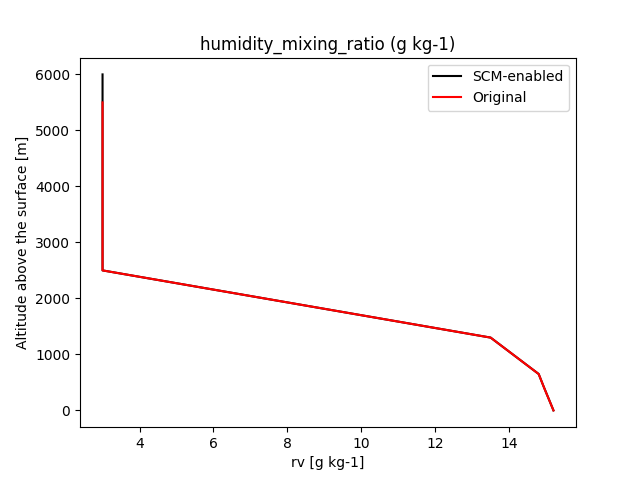 humidity_mixing_ratio (g kg-1)
SCM-enabled
Original
Altitude above the surface [m]
6000
5000
4000
3000
2000
1000
0
4
6
8
10
12
14
rv [g kg-1]